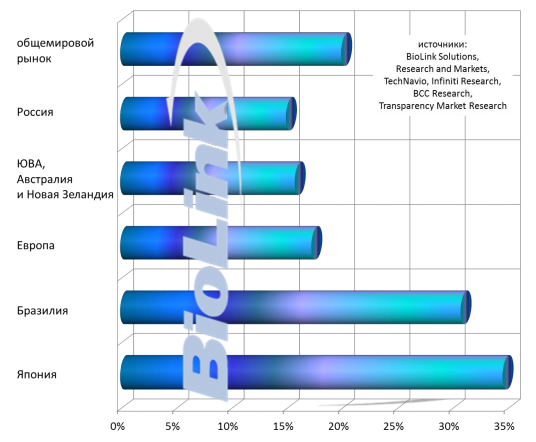 общемировой
рынок
Россия
ЮВА,
Австралия
и Новая Зеландия
Европа
Бразилия
Япония
источники:
BioLink Solutions,
Research and Markets,
TechNavio, Infiniti Research,
BCC Research,
Transparency Market Research
BioLink
0% 5% 10% 15% 20% 25% 30% 35%